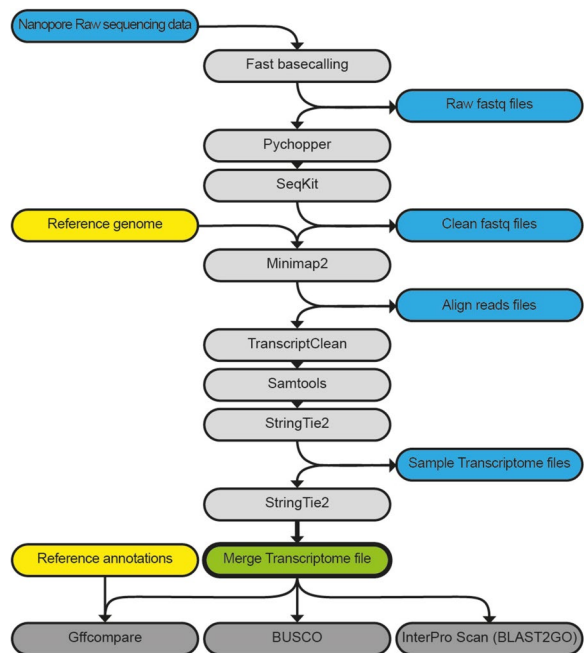 Nanopore Raw sequencing data
Fast basecalling
Raw fastq files
Pychopper
SeqKit
Reference genome
Clean fastq files
Minimap2
Align reads files
TranscriptClean
Samtools
StringTie2
Sample Transcriptome files
StringTie2
Reference annotations
Merge Transcriptome file
Gffcompare
BUSCO
InterPro Scan (BLAST2GO)